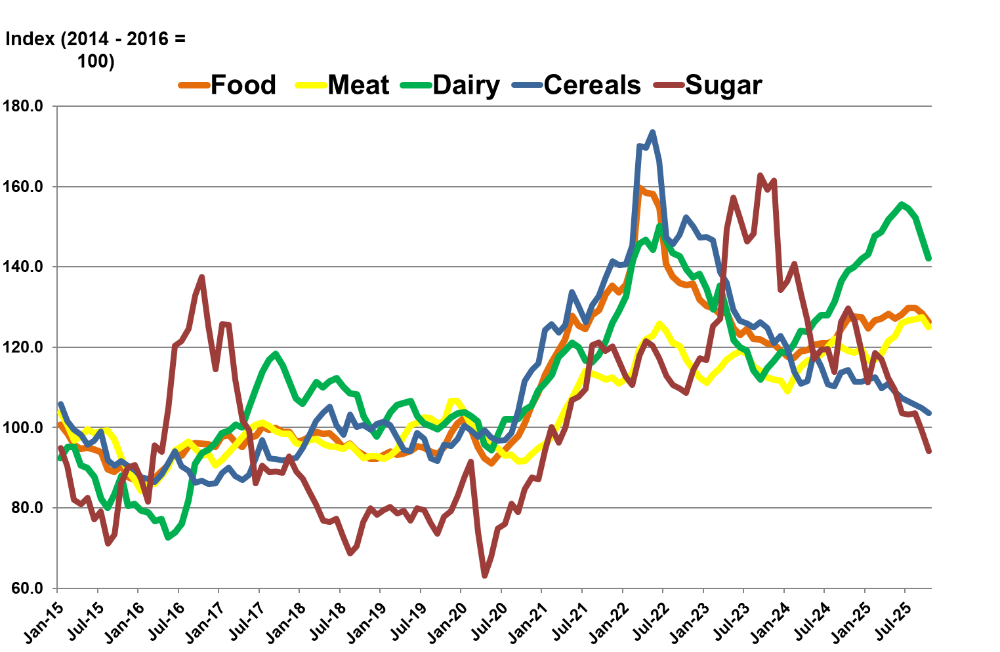 Index (2014 - 2016 =
100)
Food Meat Dairy Cereals Sugar
180.0
160.0
140.0
120.0
100.0
80.0
60.0
Jan-15 Jul-15 Jan-16 Jul-16 Jan-17 Jul-17 Jan-18 Jul-18 Jan-19 Jul-19 Jan-20 Jul-20 Jan-21 Jul-21 Jan-22 Jul-22 Jan-23 Jul-23 Jan-24 Jul-24 Jan-25 Jul-25